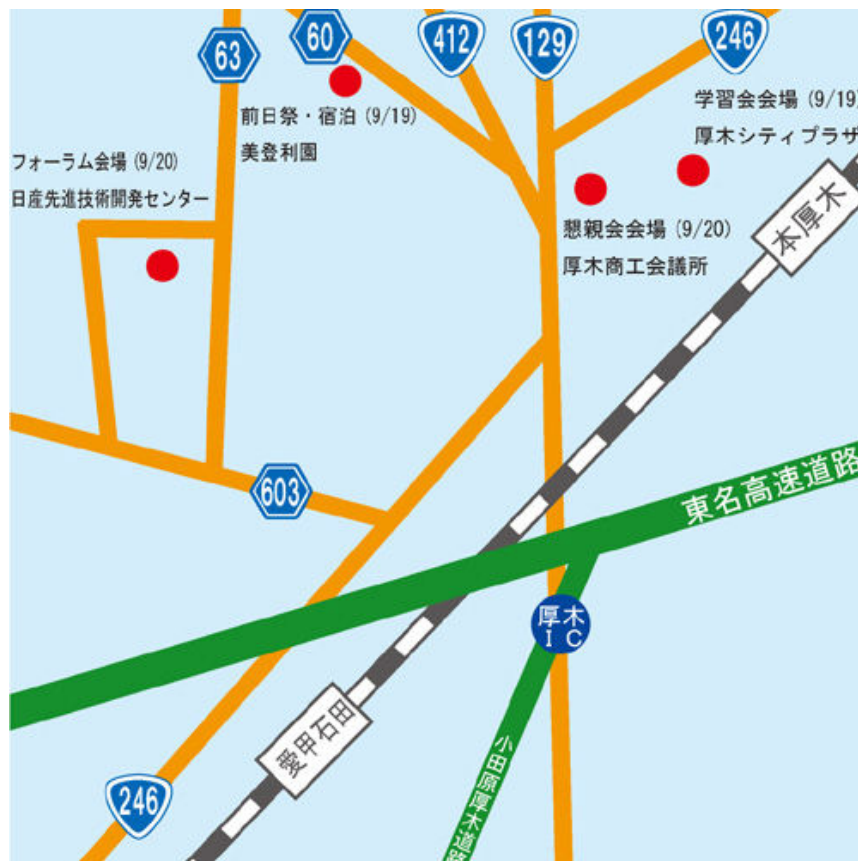 63
60
412
129
246
前日祭・宿泊 (9/19)
美登利園
学習会会場 (9/19)
厚木シティプラザ
フォーラム会場 (9/20)
日産先進技術開発センター
懇親会会場 (9/20)
厚木商工会議所
本厚木
603
東名高速道路
厚木
IC
愛甲石田
246
小田原厚木道路